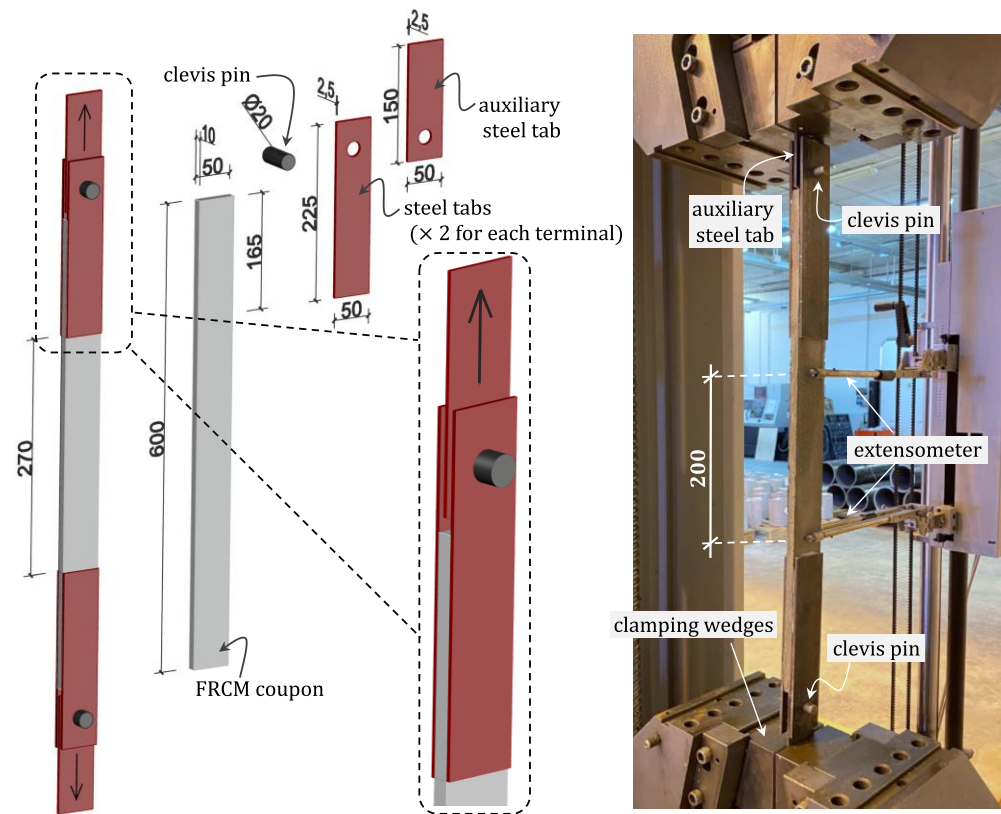 2,5
clevis pin
2,5
150
auxiliary
steel tab
Ø20
10
50
50
225
steel tabs
(× 2 for each terminal)
165
50
270
600
FRCM coupon
auxiliary
steel tab
clevis pin
200
extensometer
clamping wedges
clevis pin